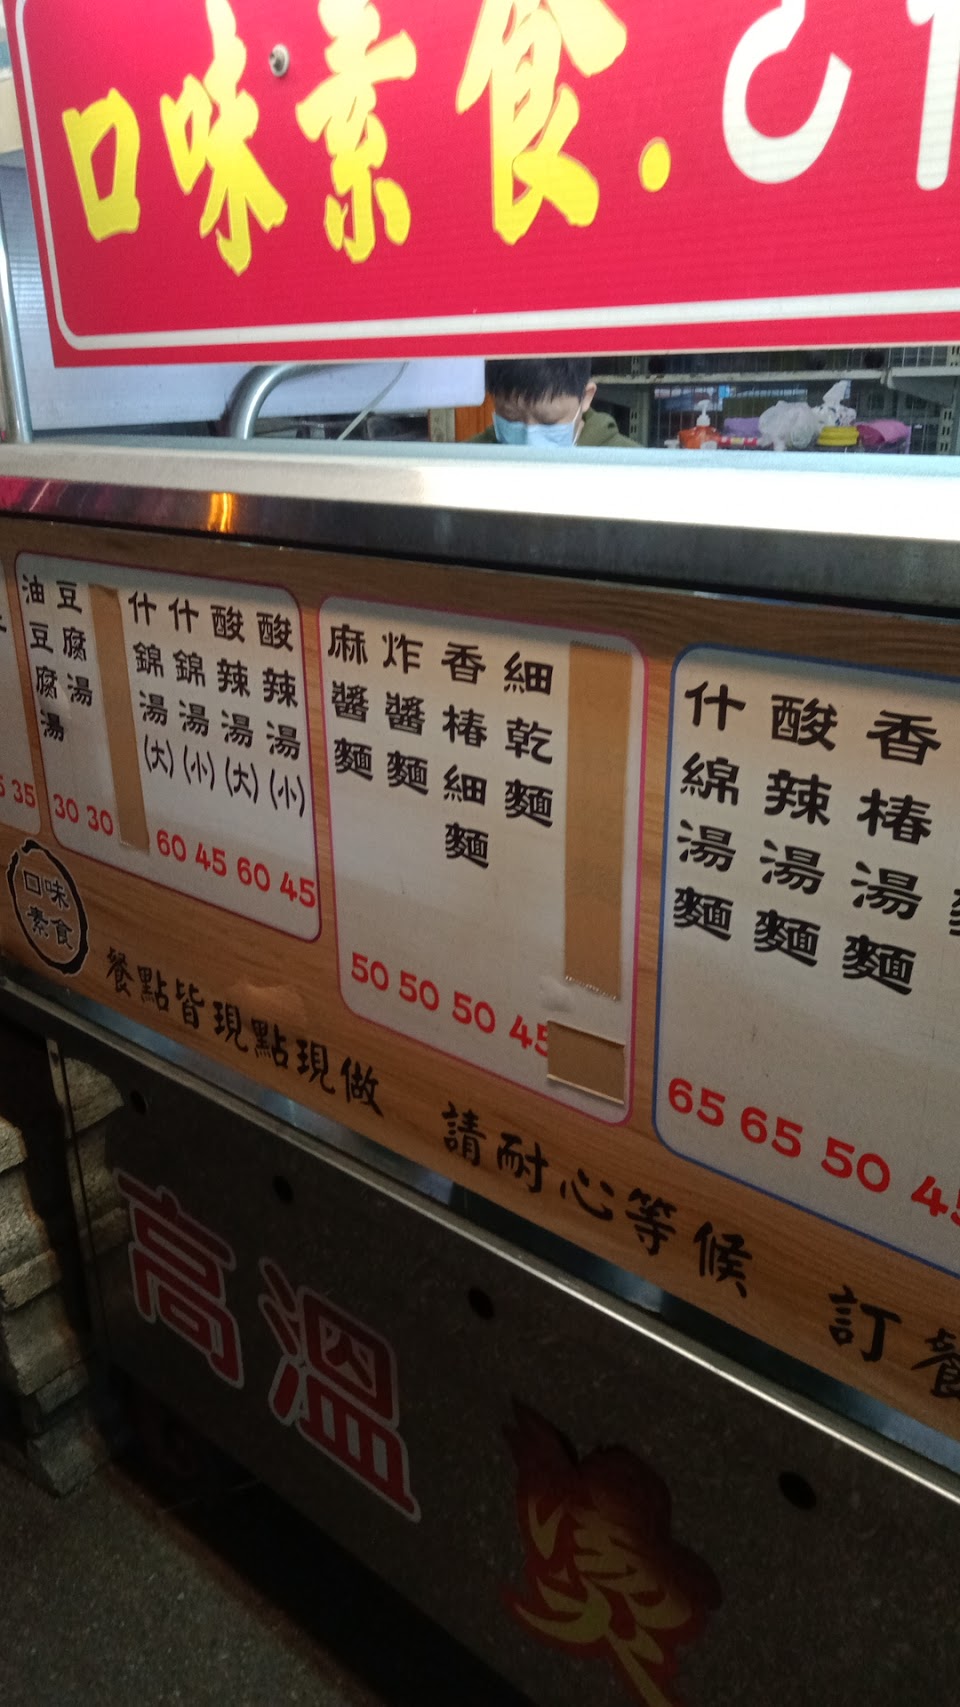 口味素食.
油豆腐湯 30
豆腐湯 30
什錦湯(大) 60
什錦湯(小) 45
酸辣湯(大) 60
酸辣湯(小) 45
麻醬麵 50
炸醬麵 50
香椿細麵 50
細乾麵 45
什綿湯麵 65
酸辣湯麵 65
香椿湯麵 50
35
口味
素食
餐點皆現點現做 請耐心等候 訂餐
高溫